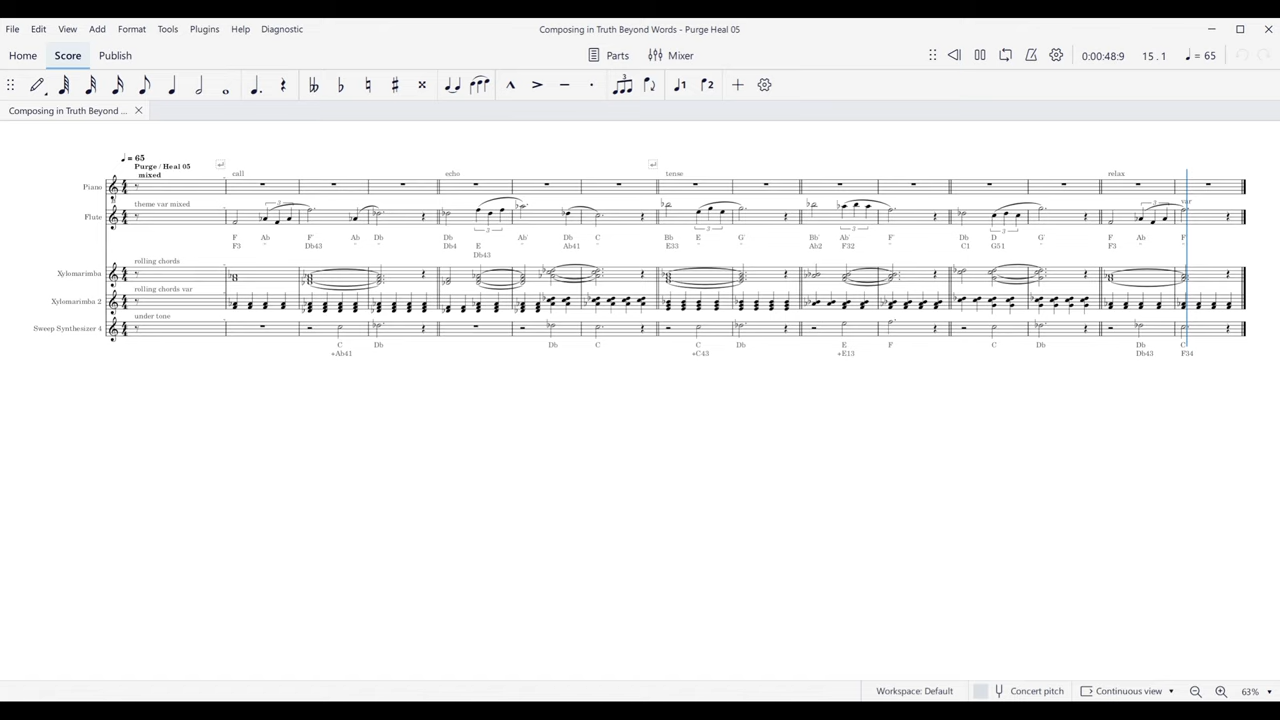 Composing in Truth Beyond Words - Purge Heal 05
File Edit View Add Format Tools Plugins Help Diagnostic
Home Score Publish Parts Mixer 0:00:48:9 15 . 1 = 65
Composing in Truth Beyond ...
= 65
Purge / Heal 05
mixed
call echo tense relax
Piano
theme var mixed var
Flute
F Ab F' Ab Db Db E Ab' Db C Bb E G' Bb' Ab' F' Db D G' F Ab F'
F3 " Db43 " " Db4 E " Ab41 " E33 " " Ab2 F32 " C1 G51 " F3 " "
Db43
rolling chords
Xylomarimba
rolling chords var
Xylomarimba 2
under tone
Sweep Synthesizer 4
C Db Db C C Db E F C Db Db C
+Ab41 +C43 +E13 Db43 F34
Workspace: Default Concert pitch Continuous view 63%